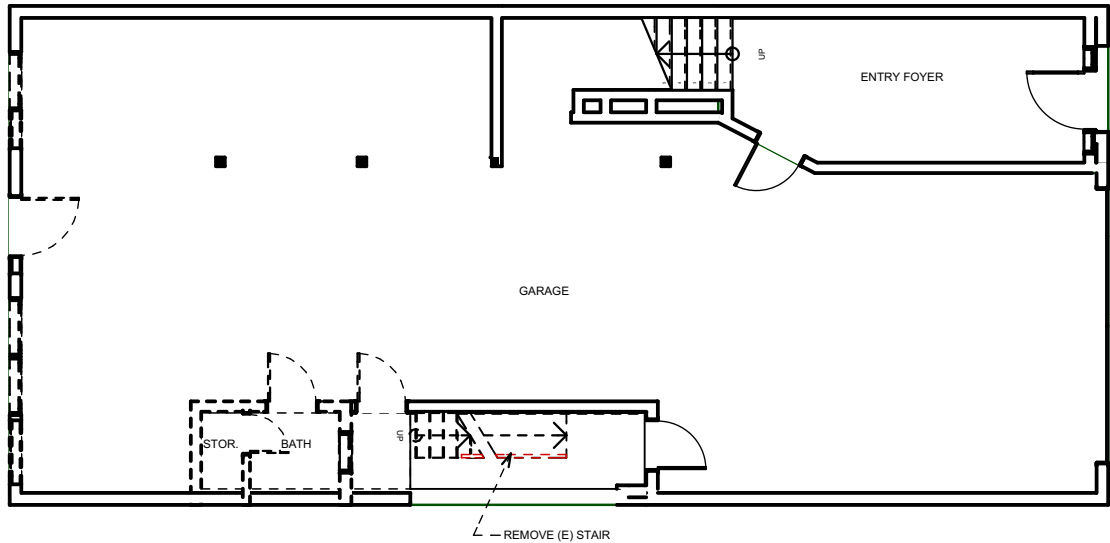 UP
ENTRY FOYER
GARAGE
STOR.
BATH
UP
REMOVE (E) STAIR